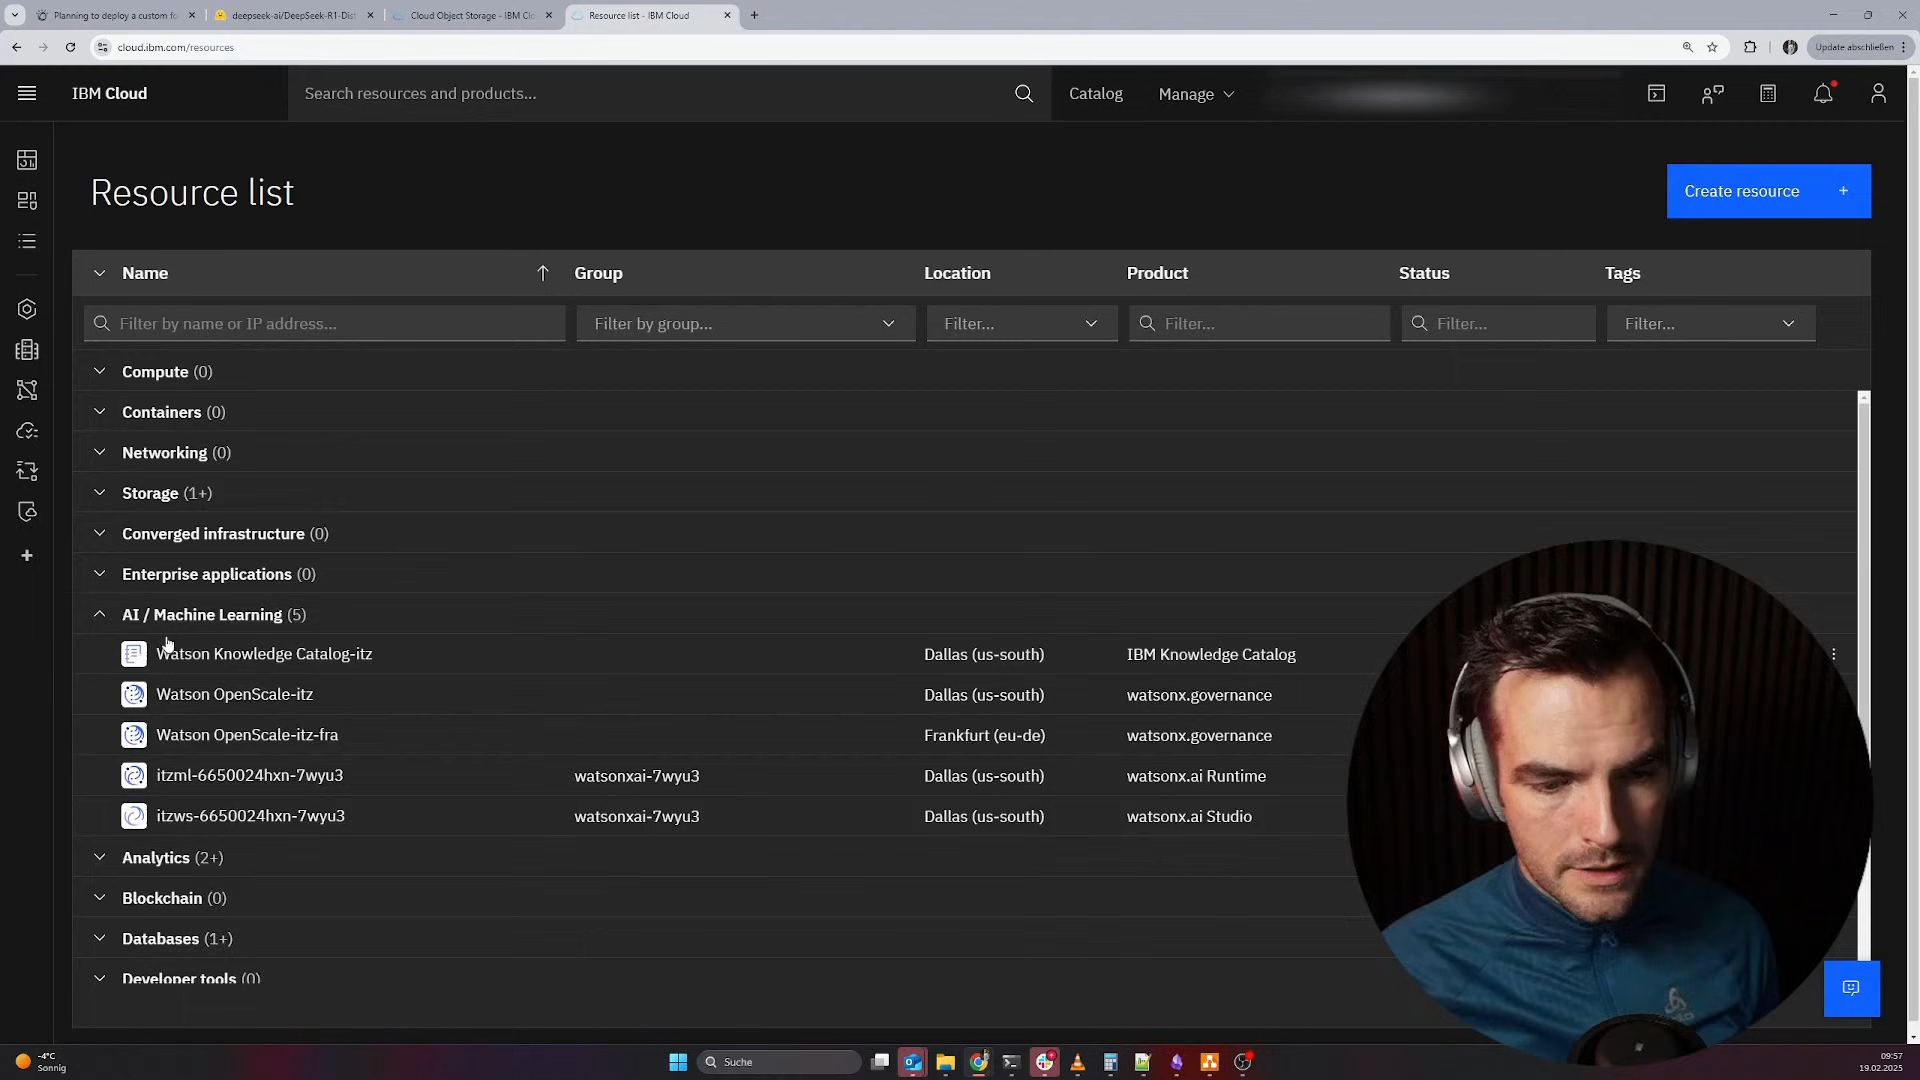 Planning to deploy a custom fo
deepseek-ai/DeepSeek-R1-Dist
Cloud Object Storage - IBM Clo
Resource list - IBM Cloud
cloud.ibm.com/resources
Update abschließen
IBM Cloud
Search resources and products...
Catalog
Manage
Resource list
Create resource +
Name Group Location Product Status Tags
Filter by name or IP address... Filter by group... Filter... Filter... Filter... Filter...
Compute (0)
Containers (0)
Networking (0)
Storage (1+)
Converged infrastructure (0)
Enterprise applications (0)
AI / Machine Learning (5)
Watson Knowledge Catalog-itz Dallas (us-south) IBM Knowledge Catalog
Watson OpenScale-itz Dallas (us-south) watsonx.governance
Watson OpenScale-itz-fra Frankfurt (eu-de) watsonx.governance
itzml-6650024hxn-7wyu3 watsonxai-7wyu3 Dallas (us-south) watsonx.ai Runtime
itzws-6650024hxn-7wyu3 watsonxai-7wyu3 Dallas (us-south) watsonx.ai Studio
Analytics (2+)
Blockchain (0)
Databases (1+)
Developer tools (0)
-4°C
Sonnig
Suche
09:57
19.02.2025